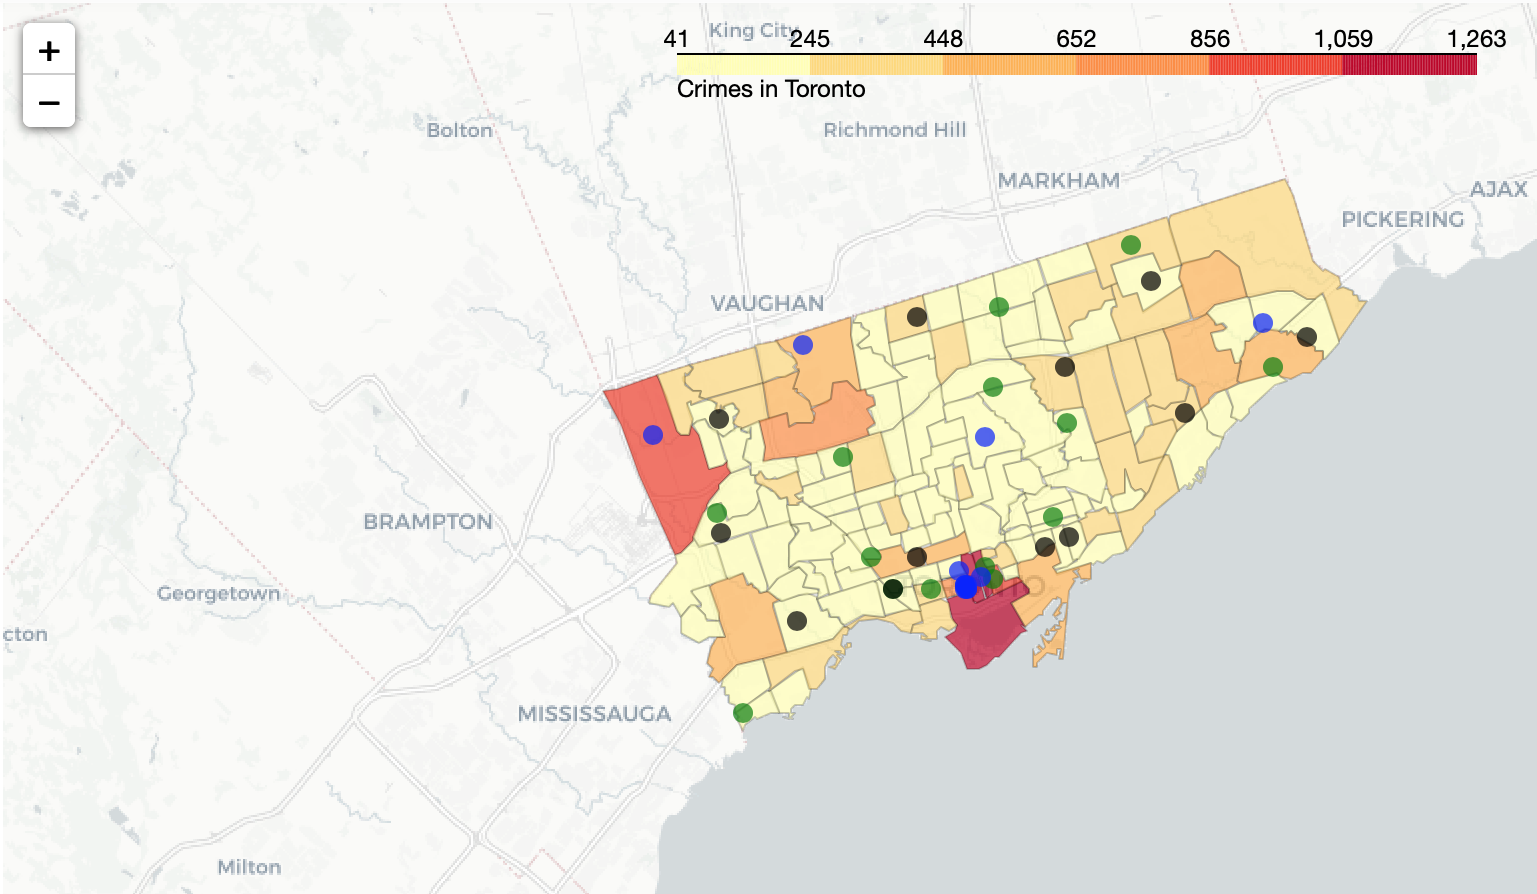 +
−
King City
41 245 448 652 856 1,059 1,263
Crimes in Toronto
Bolton
Richmond Hill
MARKHAM
AJAX
PICKERING
VAUGHAN
BRAMPTON
Georgetown
cton
MISSISSAUGA
Milton